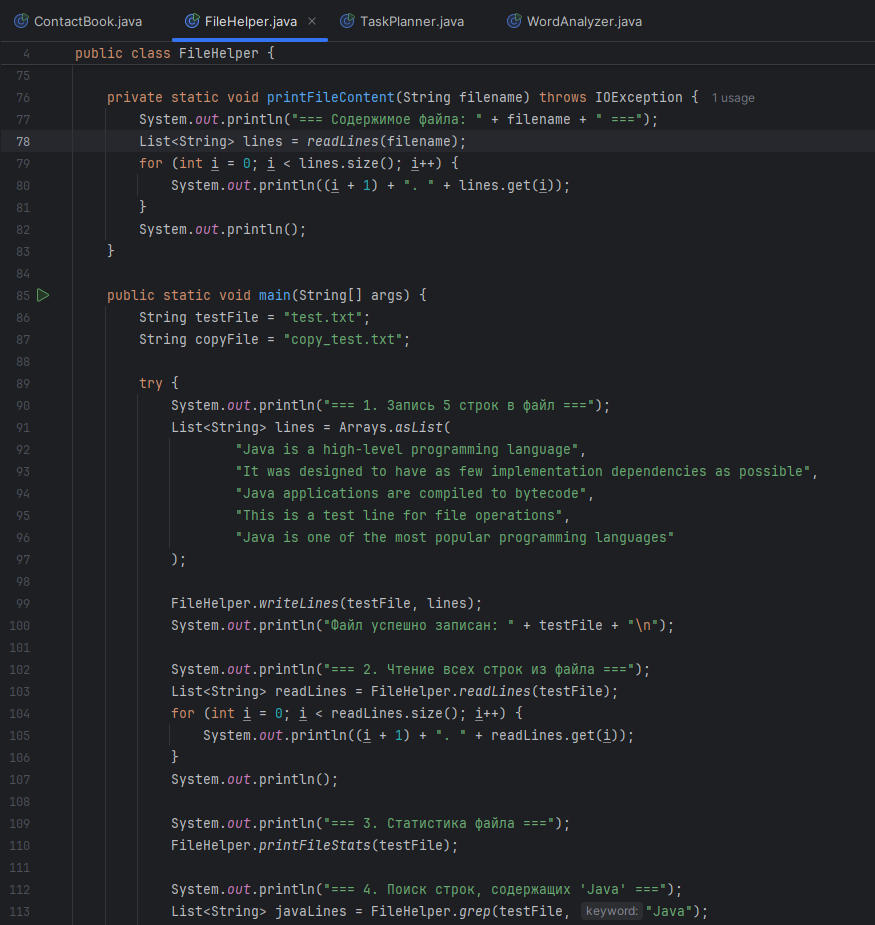 ContactBook.java FileHelper.java × TaskPlanner.java WordAnalyzer.java
4 public class FileHelper {
75
76 private static void printFileContent(String filename) throws IOException { 1 usage
77 System.out.println("=== Содержимое файла: " + filename + " ===");
78 List<String> lines = readLines(filename);
79 for (int i = 0; i < lines.size(); i++) {
80 System.out.println((i + 1) + ". " + lines.get(i));
81 }
82 System.out.println();
83 }
84
85 public static void main(String[] args) {
86 String testFile = "test.txt";
87 String copyFile = "copy_test.txt";
88
89 try {
90 System.out.println("=== 1. Запись 5 строк в файл ===");
91 List<String> lines = Arrays.asList(
92 "Java is a high-level programming language",
93 "It was designed to have as few implementation dependencies as possible",
94 "Java applications are compiled to bytecode",
95 "This is a test line for file operations",
96 "Java is one of the most popular programming languages"
97 );
98
99 FileHelper.writeLines(testFile, lines);
100 System.out.println("Файл успешно записан: " + testFile + "\n");
101
102 System.out.println("=== 2. Чтение всех строк из файла ===");
103 List<String> readLines = FileHelper.readLines(testFile);
104 for (int i = 0; i < readLines.size(); i++) {
105 System.out.println((i + 1) + ". " + readLines.get(i));
106 }
107 System.out.println();
108
109 System.out.println("=== 3. Статистика файла ===");
110 FileHelper.printFileStats(testFile);
111
112 System.out.println("=== 4. Поиск строк, содержащих 'Java' ===");
113 List<String> javaLines = FileHelper.grep(testFile, keyword: "Java");